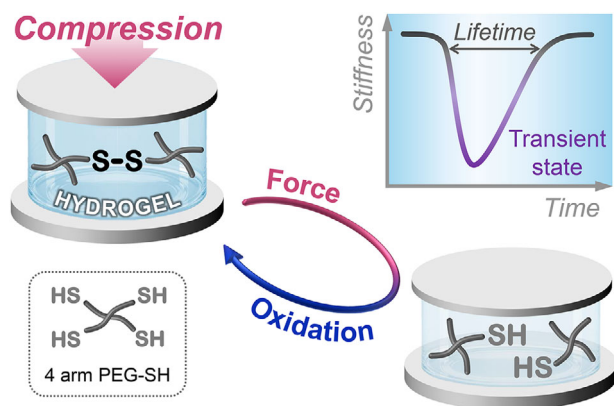 Compression
S-S
HYDROGEL
HS SH
HS SH
4 arm PEG-SH
Force
Oxidation
Stiffness
Lifetime
Transient
state
Time
SH
HS